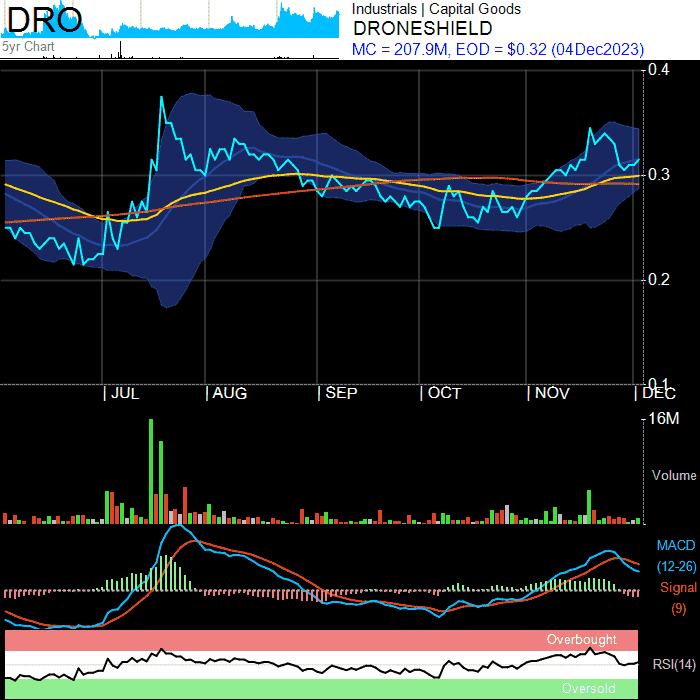 DRO
5yr Chart
Industrials | Capital Goods
DRONESHIELD
MC = 207.9M, EOD = $0.32 (04Dec2023)
0.4
0.3
0.2
0.1
JUL
AUG
SEP
OCT
NOV
DEC
16M
Volume
MACD
(12-26)
Signal
(9)
Overbought
RSI(14)
Oversold